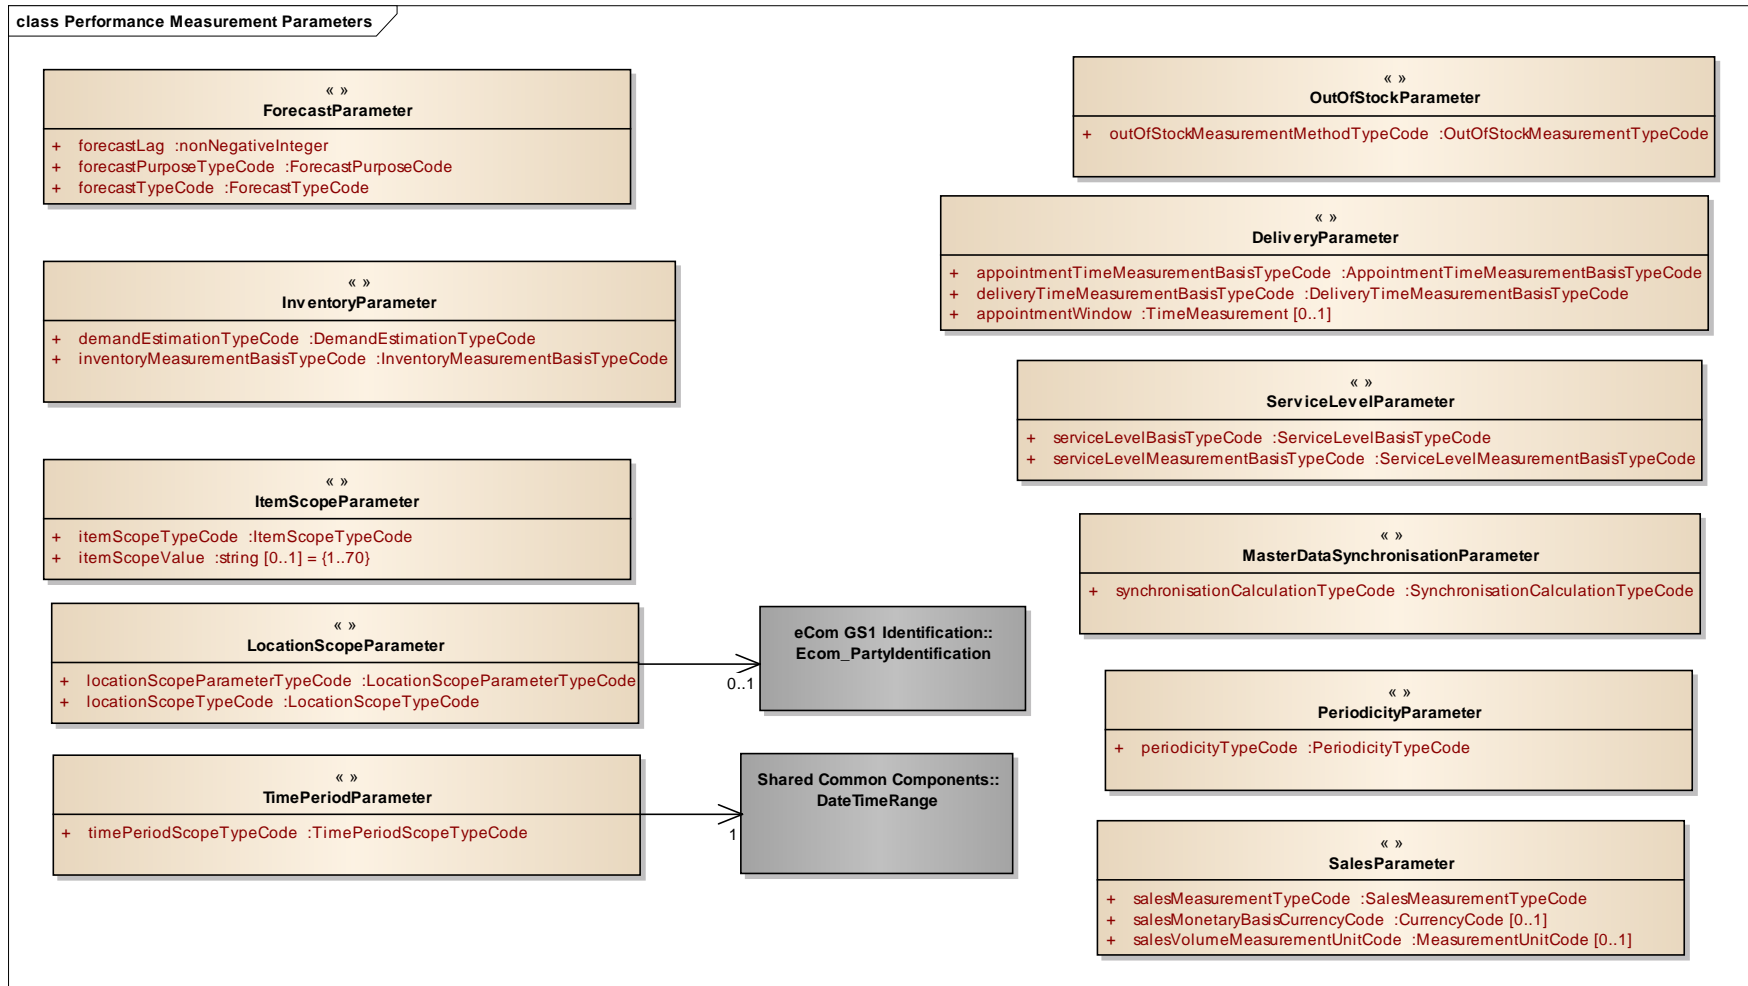 class Performance Measurement Parameters
« »
ForecastParameter
+ forecastLag :nonNegativeInteger
+ forecastPurposeTypeCode :ForecastPurposeCode
+ forecastTypeCode :ForecastTypeCode
« »
InventoryParameter
+ demandEstimationTypeCode :DemandEstimationTypeCode
+ inventoryMeasurementBasisTypeCode :InventoryMeasurementBasisTypeCode
« »
ItemScopeParameter
+ itemScopeTypeCode :ItemScopeTypeCode
+ itemScopeValue :string [0..1] = {1..70}
« »
LocationScopeParameter
+ locationScopeParameterTypeCode :LocationScopeParameterTypeCode
+ locationScopeTypeCode :LocationScopeTypeCode
0..1
eCom GS1 Identification::
Ecom_PartyIdentification
« »
TimePeriodParameter
+ timePeriodScopeTypeCode :TimePeriodScopeTypeCode
1
Shared Common Components::
DateTimeRange
« »
OutOfStockParameter
+ outOfStockMeasurementMethodTypeCode :OutOfStockMeasurementTypeCode
« »
DeliveryParameter
+ appointmentTimeMeasurementBasisTypeCode :AppointmentTimeMeasurementBasisTypeCode
+ deliveryTimeMeasurementBasisTypeCode :DeliveryTimeMeasurementBasisTypeCode
+ appointmentWindow :TimeMeasurement [0..1]
« »
ServiceLevelParameter
+ serviceLevelBasisTypeCode :ServiceLevelBasisTypeCode
+ serviceLevelMeasurementBasisTypeCode :ServiceLevelMeasurementBasisTypeCode
« »
MasterDataSynchronisationParameter
+ synchronisationCalculationTypeCode :SynchronisationCalculationTypeCode
« »
PeriodicityParameter
+ periodicityTypeCode :PeriodicityTypeCode
« »
SalesParameter
+ salesMeasurementTypeCode :SalesMeasurementTypeCode
+ salesMonetaryBasisCurrencyCode :CurrencyCode [0..1]
+ salesVolumeMeasurementUnitCode :MeasurementUnitCode [0..1]